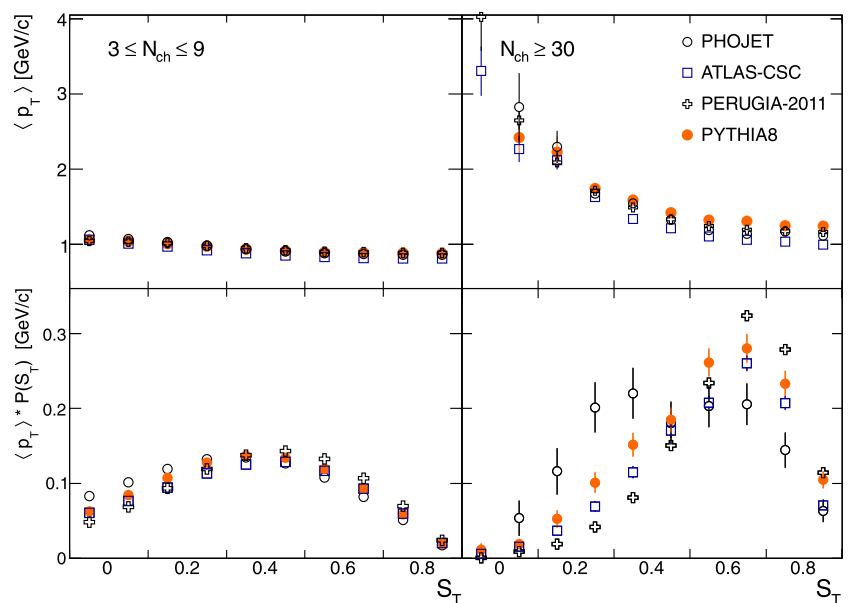 3 ≤ N_ch ≤ 9
N_ch ≥ 30
PHOJET
ATLAS-CSC
PERUGIA-2011
PYTHIA8
⟨ p_T ⟩ [GeV/c]
4
3
2
1
⟨ p_T ⟩ * P(S_T) [GeV/c]
0.3
0.2
0.1
0
0 0.2 0.4 0.6 0.8
S_T
0 0.2 0.4 0.6 0.8
S_T